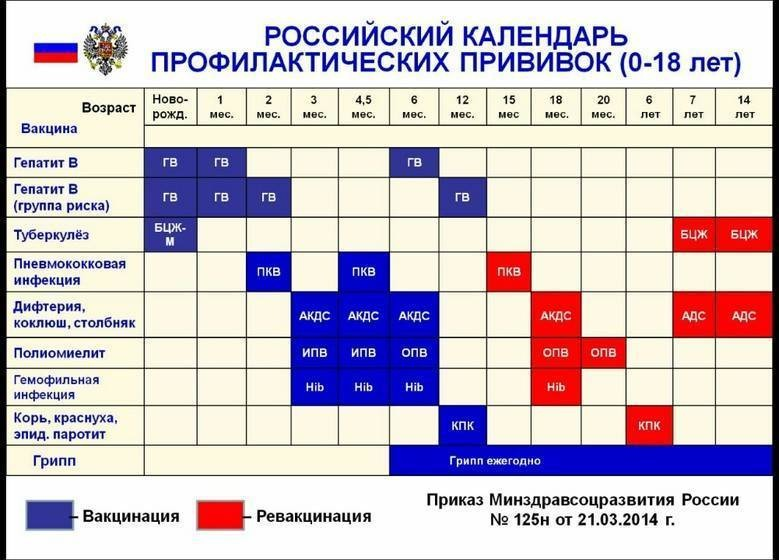 РОССИЙСКИЙ КАЛЕНДАРЬ
ПРОФИЛАКТИЧЕСКИХ ПРИВИВОК (0-18 лет)
Возраст
Вакцина
Ново-
рожд.
1
мес.
2
мес.
3
мес.
4,5
мес.
6
мес.
12
мес.
15
мес
18
мес.
20
мес.
6
лет
7
лет
14
лет
Гепатит В ГВ ГВ ГВ
Гепатит В
(группа риска) ГВ ГВ ГВ ГВ
Туберкулёз БЦЖ-
М БЦЖ БЦЖ
Пневмококковая
инфекция ПКВ ПКВ ПКВ
Дифтерия,
коклюш, столбняк АКДС АКДС АКДС АКДС АДС АДС
Полиомиелит ИПВ ИПВ ОПВ ОПВ ОПВ
Гемофильная
инфекция Hib Hib Hib Hib
Корь, краснуха,
эпид. паротит КПК КПК
Грипп Грипп ежегодно
– Вакцинация – Ревакцинация
Приказ Минздравсоцразвития России
№ 125н от 21.03.2014 г.